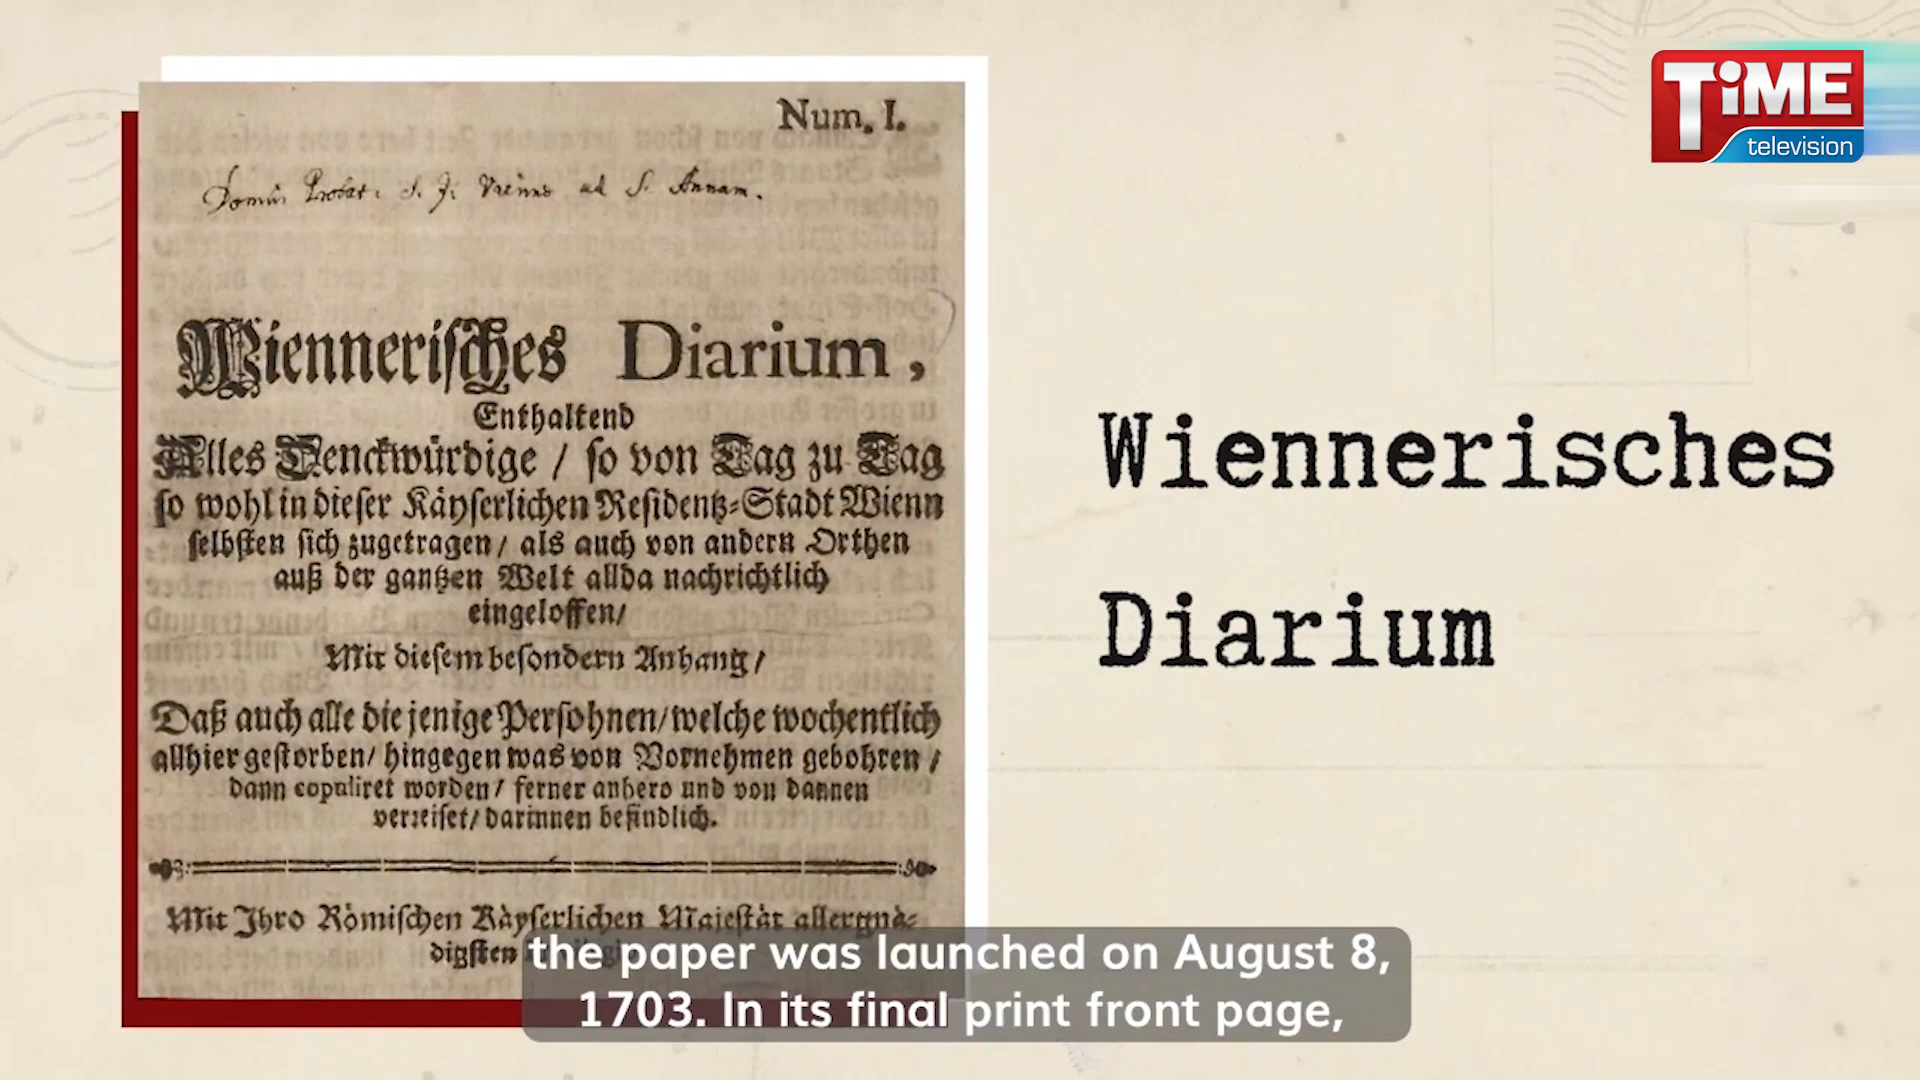 Num. I.
Wiennerisches Diarium,
Enthaltend
Alles Denckwürdige / so von Tag zu Tag
so wohl in dieser Käyserlichen Residentz-Stadt Wienn
selbsten sich zugetragen / als auch von andern Orthen
auß der gantzen Welt allda nachrichtlich
eingeloffen /
Mit diesem besondern Anhang /
Daß auch alle die jenige Persohnen / welche wochentlich
allhier gestorben / hingegen was von Vornehmen gebohren /
dann copuliret worden / ferner anhero und von dannen
verreiset / darinnen befindlich.
Mit Ihro Römischen Käyserlichen Majestät allergnä-
digsten
Wiennerisches
Diarium
TiME
television
the paper was launched on August 8,
1703. In its final print front page,